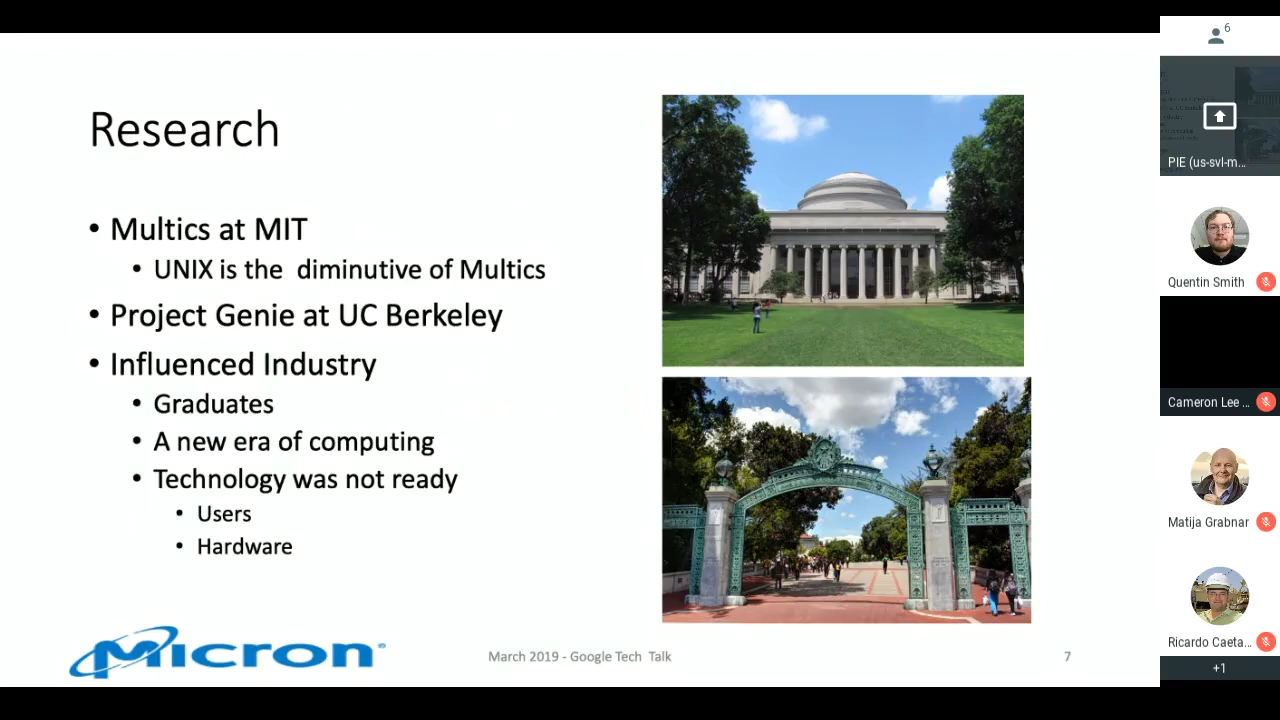 Research
• Multics at MIT
• UNIX is the  diminutive of Multics
• Project Genie at UC Berkeley
• Influenced Industry
• Graduates
• A new era of computing
• Technology was not ready
• Users
• Hardware
Micron®
March 2019 - Google Tech  Talk
7
6
PIE (us-svl-m...
Quentin Smith
Cameron Lee ...
Matija Grabnar
Ricardo Caeta...
+1